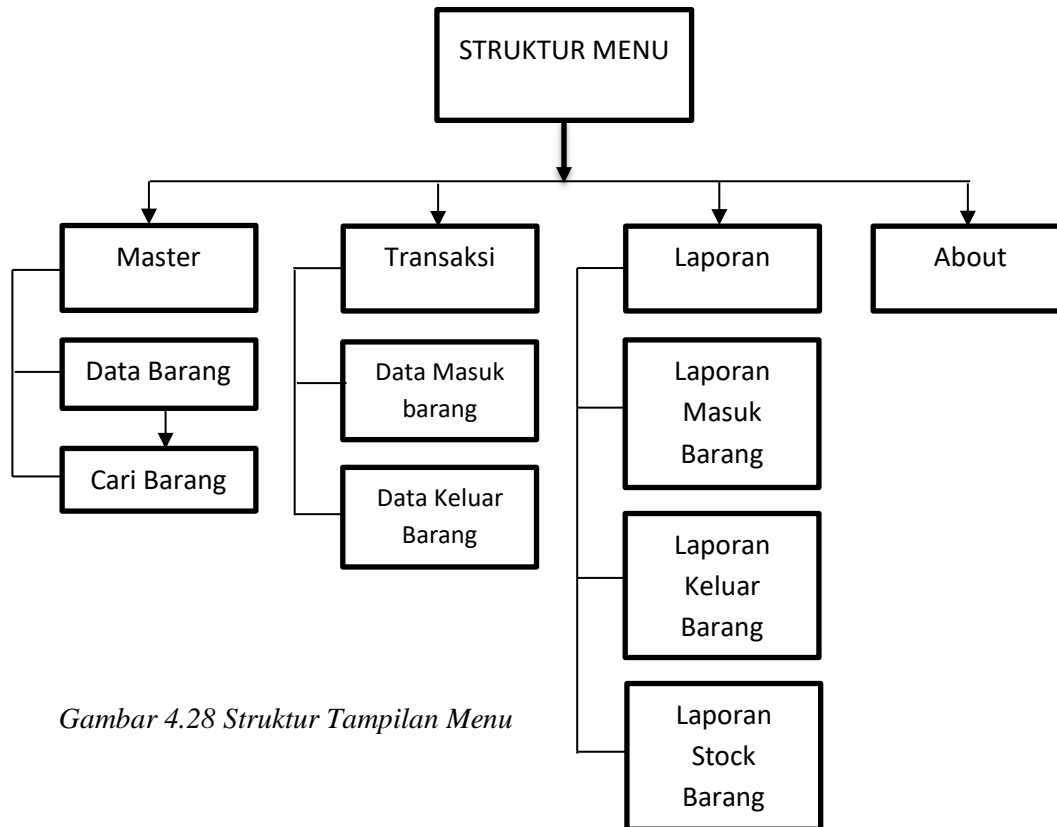 STRUKTUR MENU
Master
Transaksi
Laporan
About
Data Barang
Cari Barang
Data Masuk
barang
Data Keluar
Barang
Laporan
Masuk
Barang
Laporan
Keluar
Barang
Laporan
Stock
Barang
Gambar 4.28 Struktur Tampilan Menu